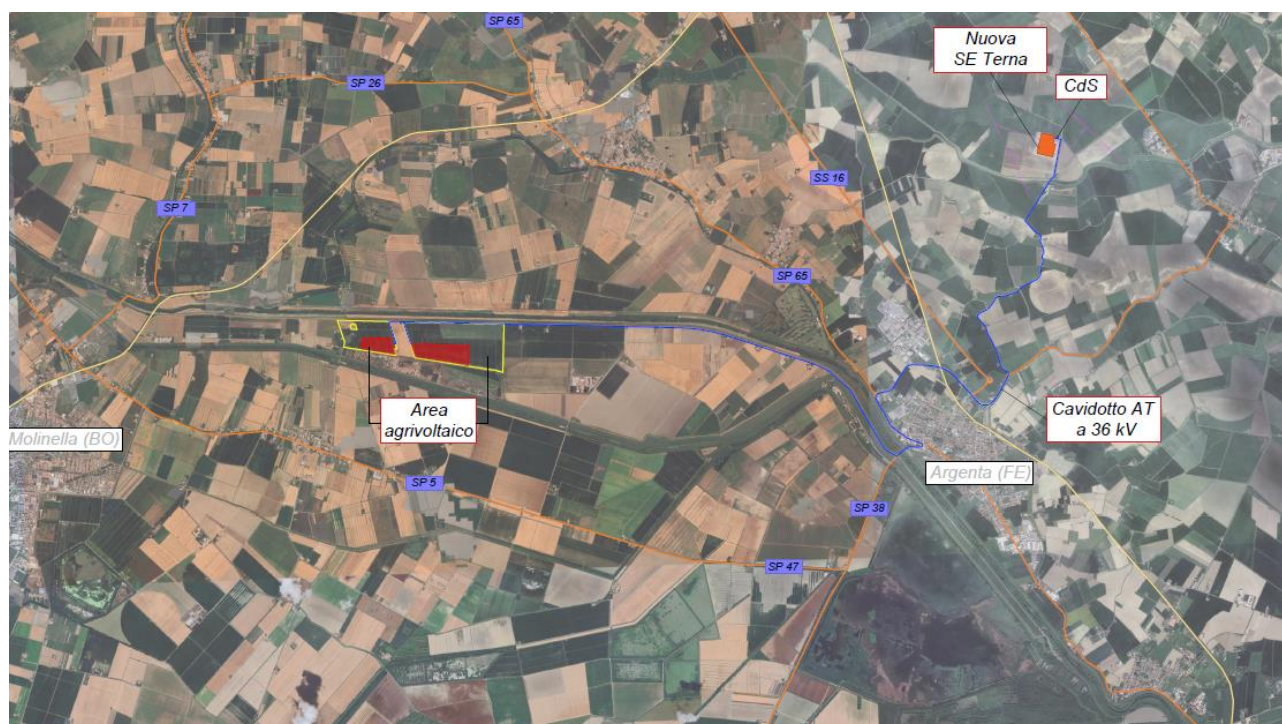 SP 65
Nuova
SE Terna
CdS
SP 26
SS 16
SP 7
SP 65
Area
agrivoltaico
Cavidotto AT
a 36 kV
Molinella (BO)
Argenta (FE)
SP 5
SP 38
SP 47